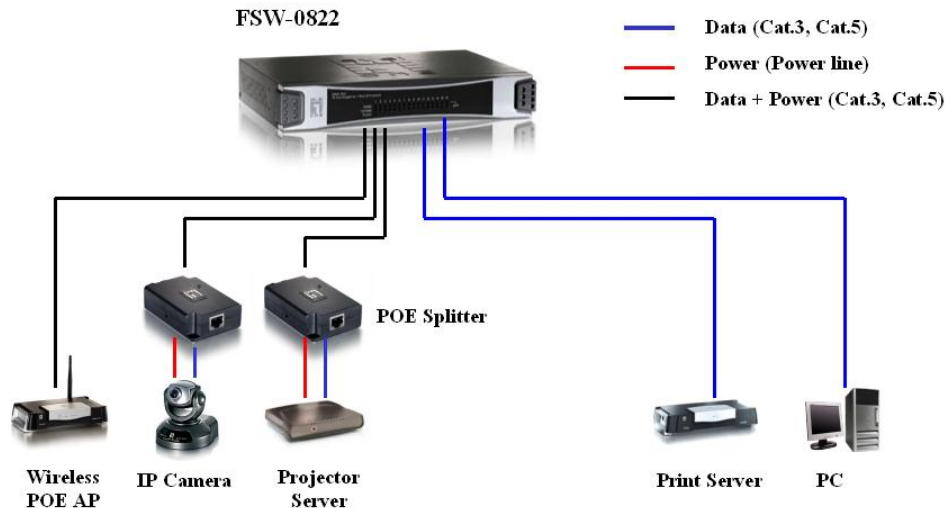 FSW-0822
Data (Cat.3, Cat.5)
Power (Power line)
Data + Power (Cat.3, Cat.5)
POE Splitter
Wireless
POE AP
IP Camera
Projector
Server
Print Server
PC